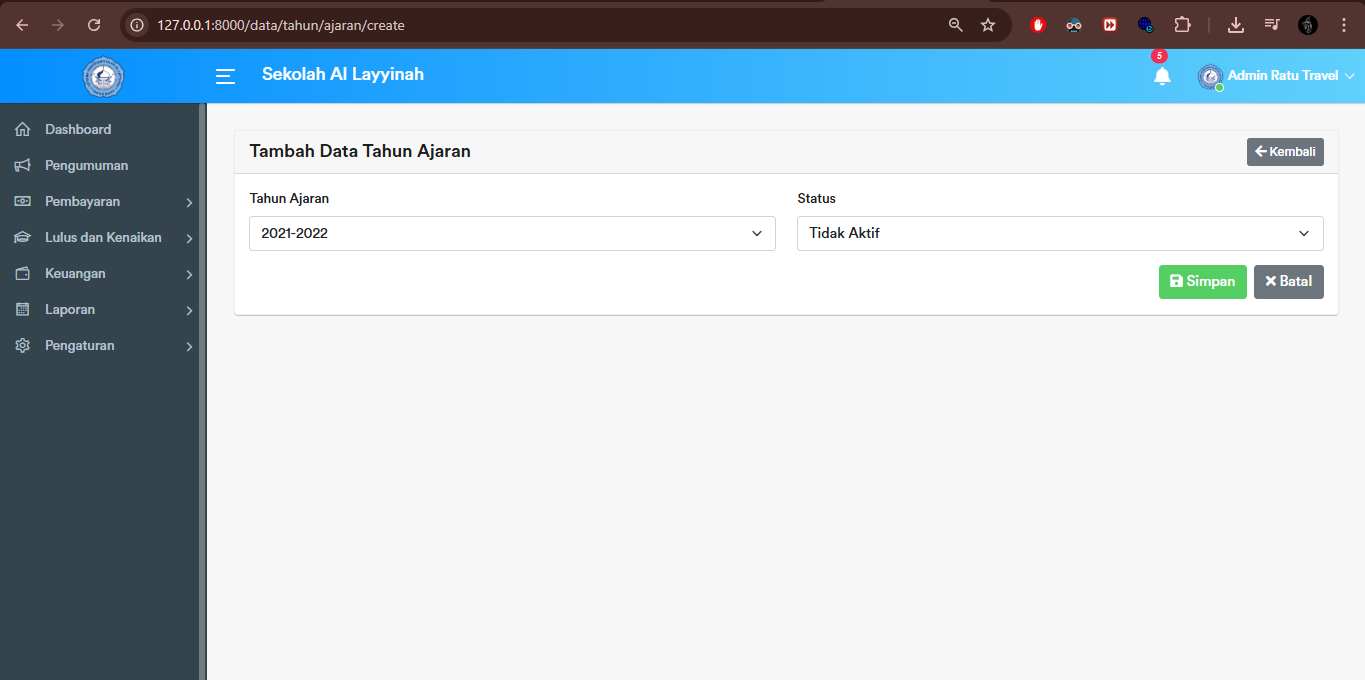 127.0.0.1:8000/data/tahun/ajaran/create
Sekolah Al Layyinah
5
Admin Ratu Travel
Dashboard
Pengumuman
Pembayaran
Lulus dan Kenaikan
Keuangan
Laporan
Pengaturan
Tambah Data Tahun Ajaran
Kembali
Tahun Ajaran
Status
2021-2022
Tidak Aktif
Simpan
Batal